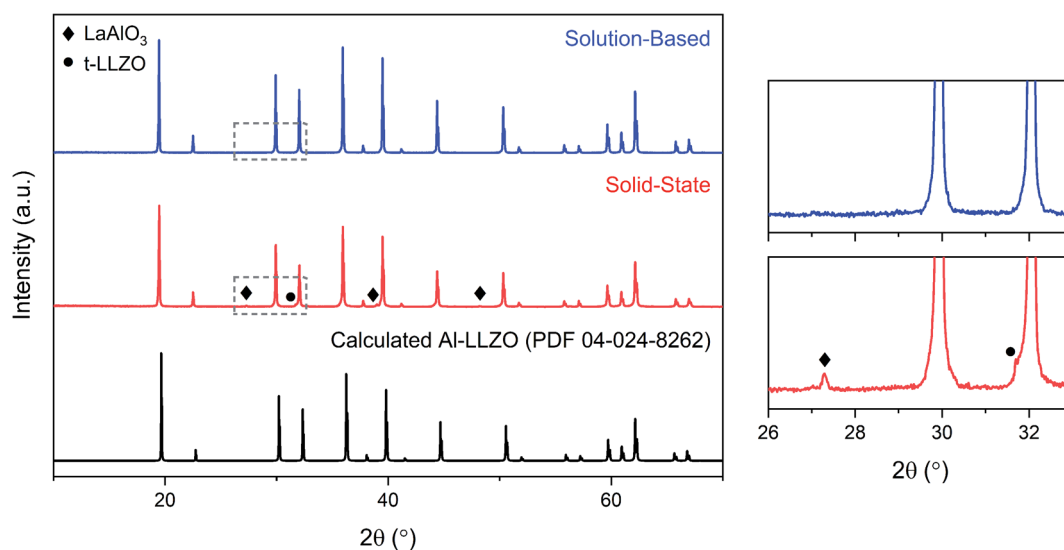 LaAlO₃
t-LLZO
Solution-Based
Solid-State
Calculated Al-LLZO (PDF 04-024-8262)
Intensity (a.u.)
20 40 60
2θ (°)
26 28 30 32
2θ (°)